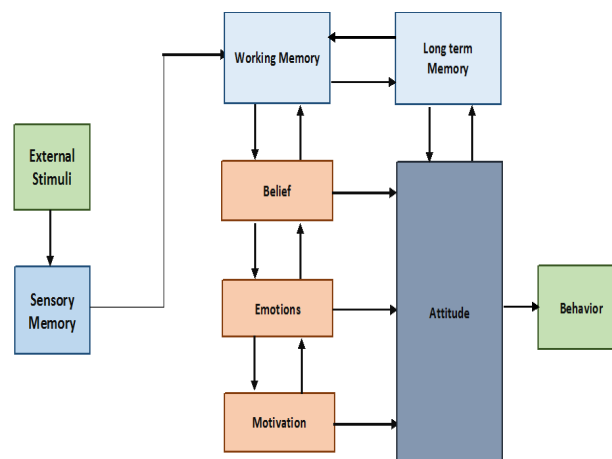 Working Memory
Long term
Memory
External
Stimuli
Belief
Sensory
Memory
Emotions
Attitude
Behavior
Motivation